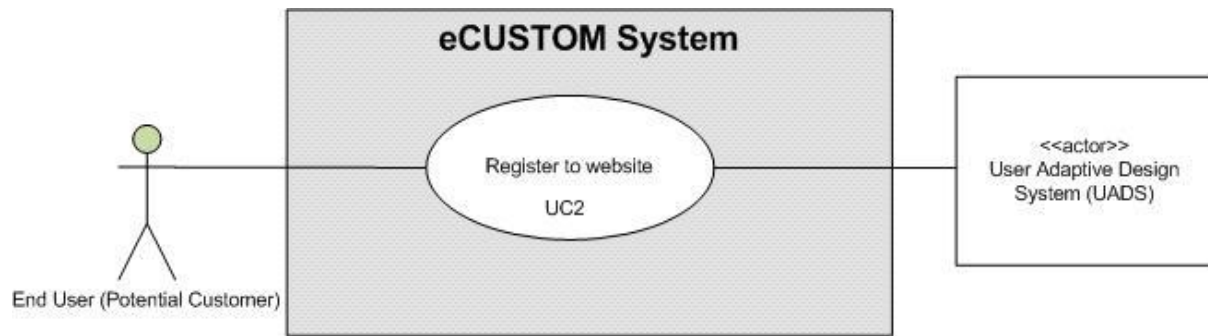 eCUSTOM System
Register to website
UC2
<<actor>>
User Adaptive Design
System (UADS)
End User (Potential Customer)